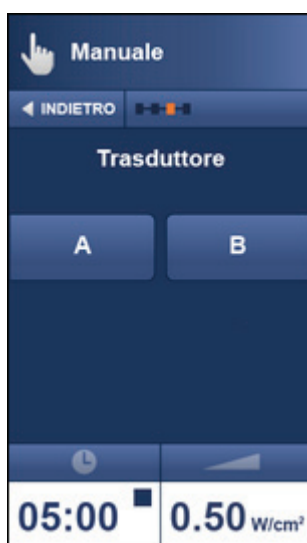 Manuale
INDIETRO
Trasduttore
A B
05:00 0.50 W/cm²